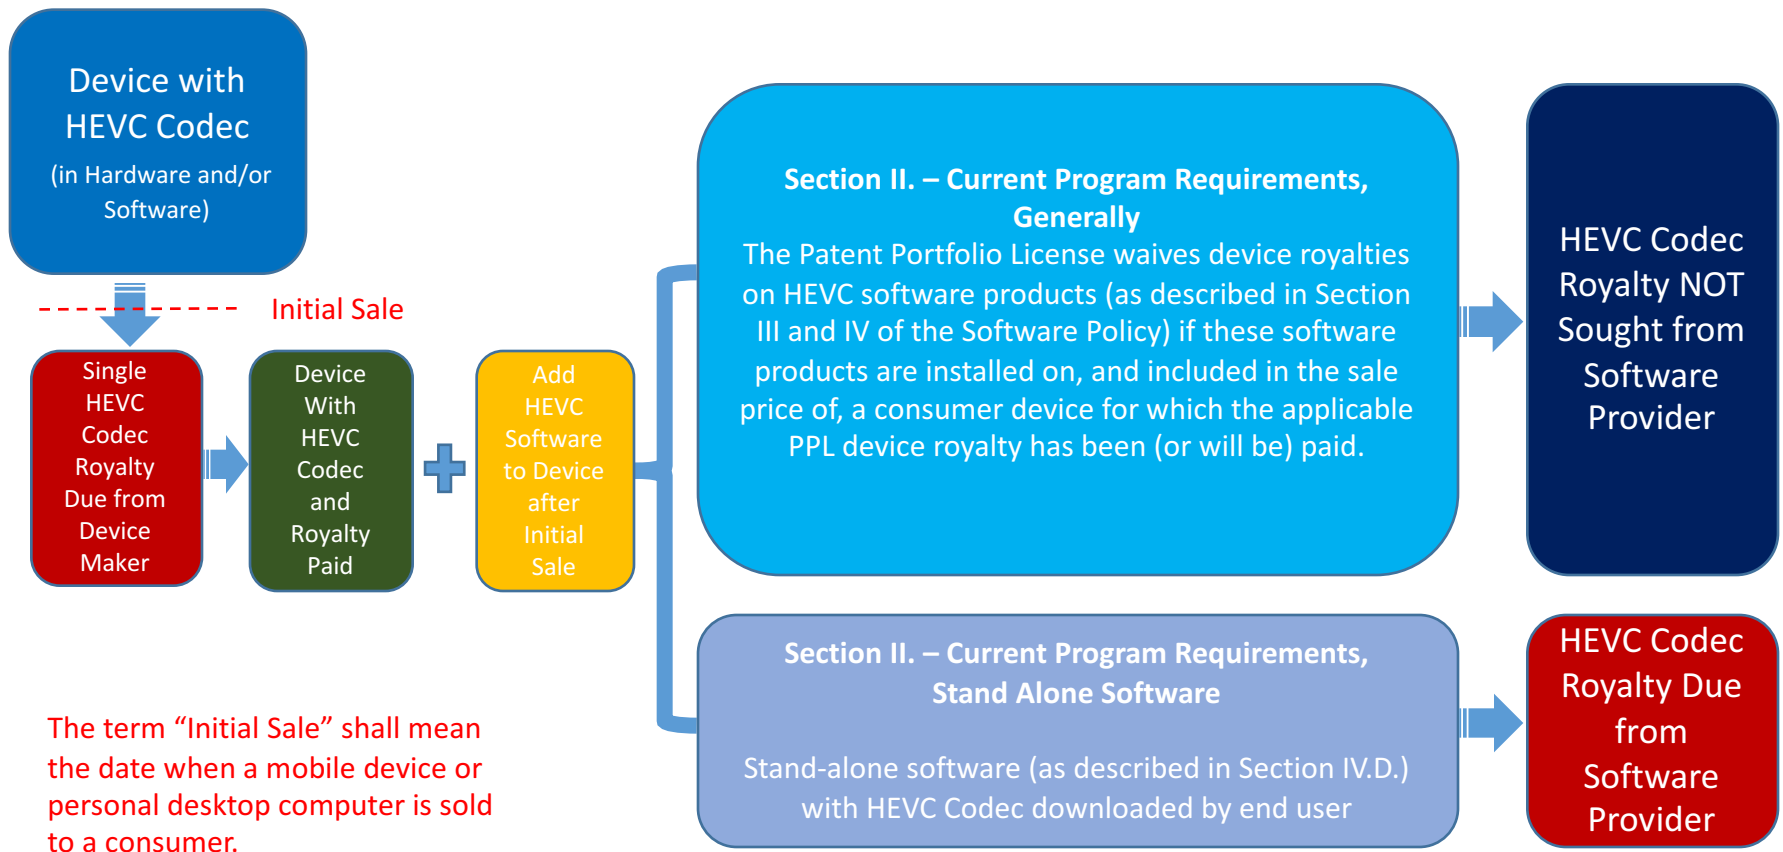 Device with
HEVC Codec
(in Hardware and/or
Software)
Initial Sale
Single
HEVC
Codec
Royalty
Due from
Device
Maker
Device
With
HEVC
Codec
and
Royalty
Paid
Add
HEVC
Software
to Device
after
Initial
Sale
Section II. – Current Program Requirements,
Generally
The Patent Portfolio License waives device royalties
on HEVC software products (as described in Section
III and IV of the Software Policy) if these software
products are installed on, and included in the sale
price of, a consumer device for which the applicable
PPL device royalty has been (or will be) paid.
HEVC Codec
Royalty NOT
Sought from
Software
Provider
Section II. – Current Program Requirements,
Stand Alone Software
Stand-alone software (as described in Section IV.D.)
with HEVC Codec downloaded by end user
HEVC Codec
Royalty Due
from
Software
Provider
The term “Initial Sale” shall mean
the date when a mobile device or
personal desktop computer is sold
to a consumer.